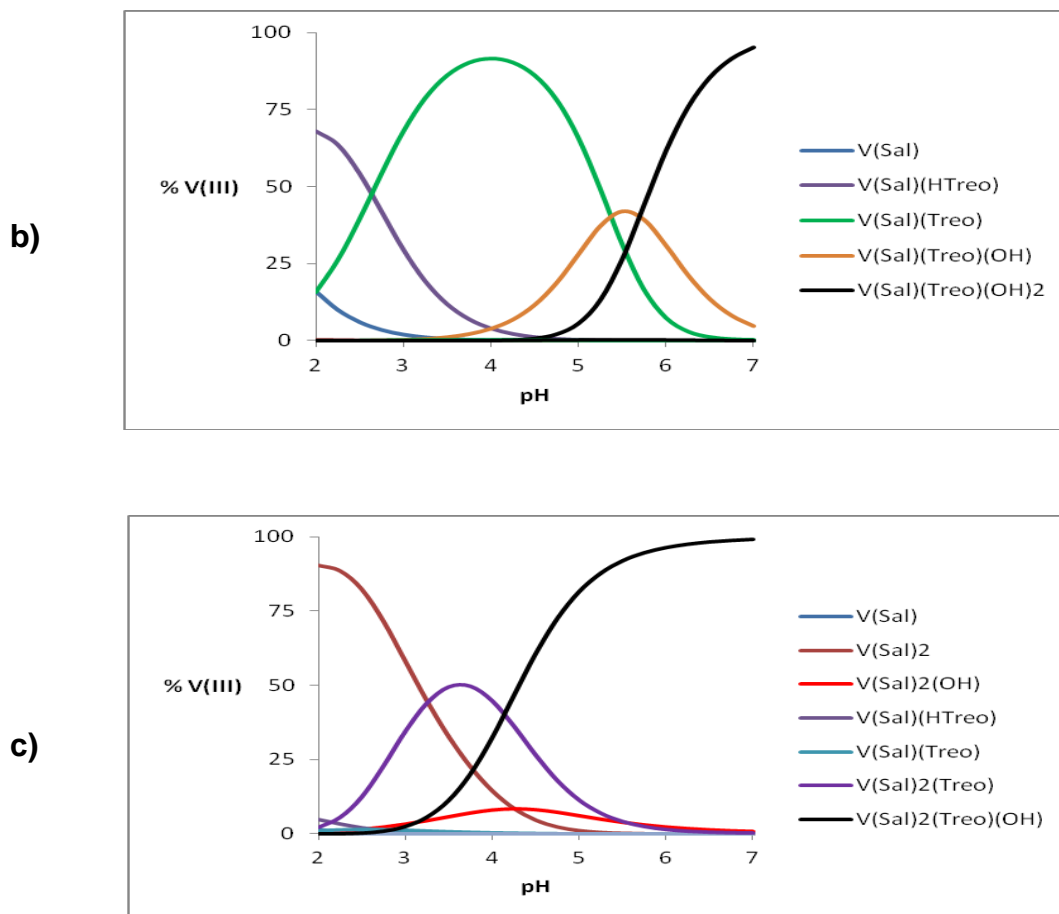 b)
% V(III)
100
75
50
25
0
2 3 4 5 6 7
pH
V(Sal)
V(Sal)(HTreo)
V(Sal)(Treo)
V(Sal)(Treo)(OH)
V(Sal)(Treo)(OH)2
c)
% V(III)
100
75
50
25
0
2 3 4 5 6 7
pH
V(Sal)
V(Sal)2
V(Sal)2(OH)
V(Sal)(HTreo)
V(Sal)(Treo)
V(Sal)2(Treo)
V(Sal)2(Treo)(OH)